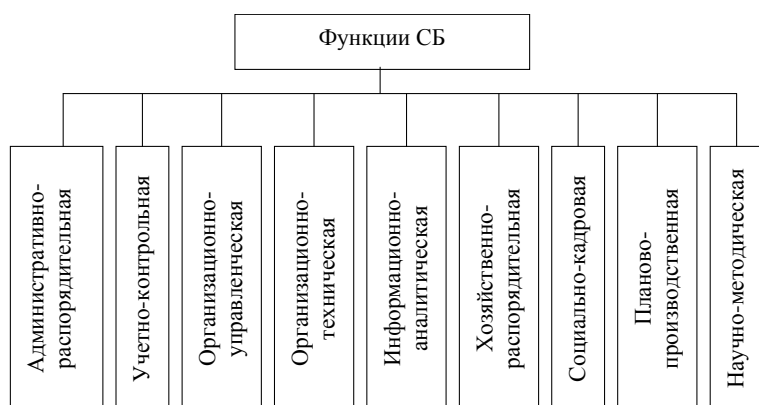 Функции СБ
Административно-
распорядительная
Учетно-контрольная
Организационно-
управленческая
Организационно-
техническая
Информационно-
аналитическая
Хозяйственно-
распорядительная
Социально-кадровая
Планово-
производственная
Научно-методическая